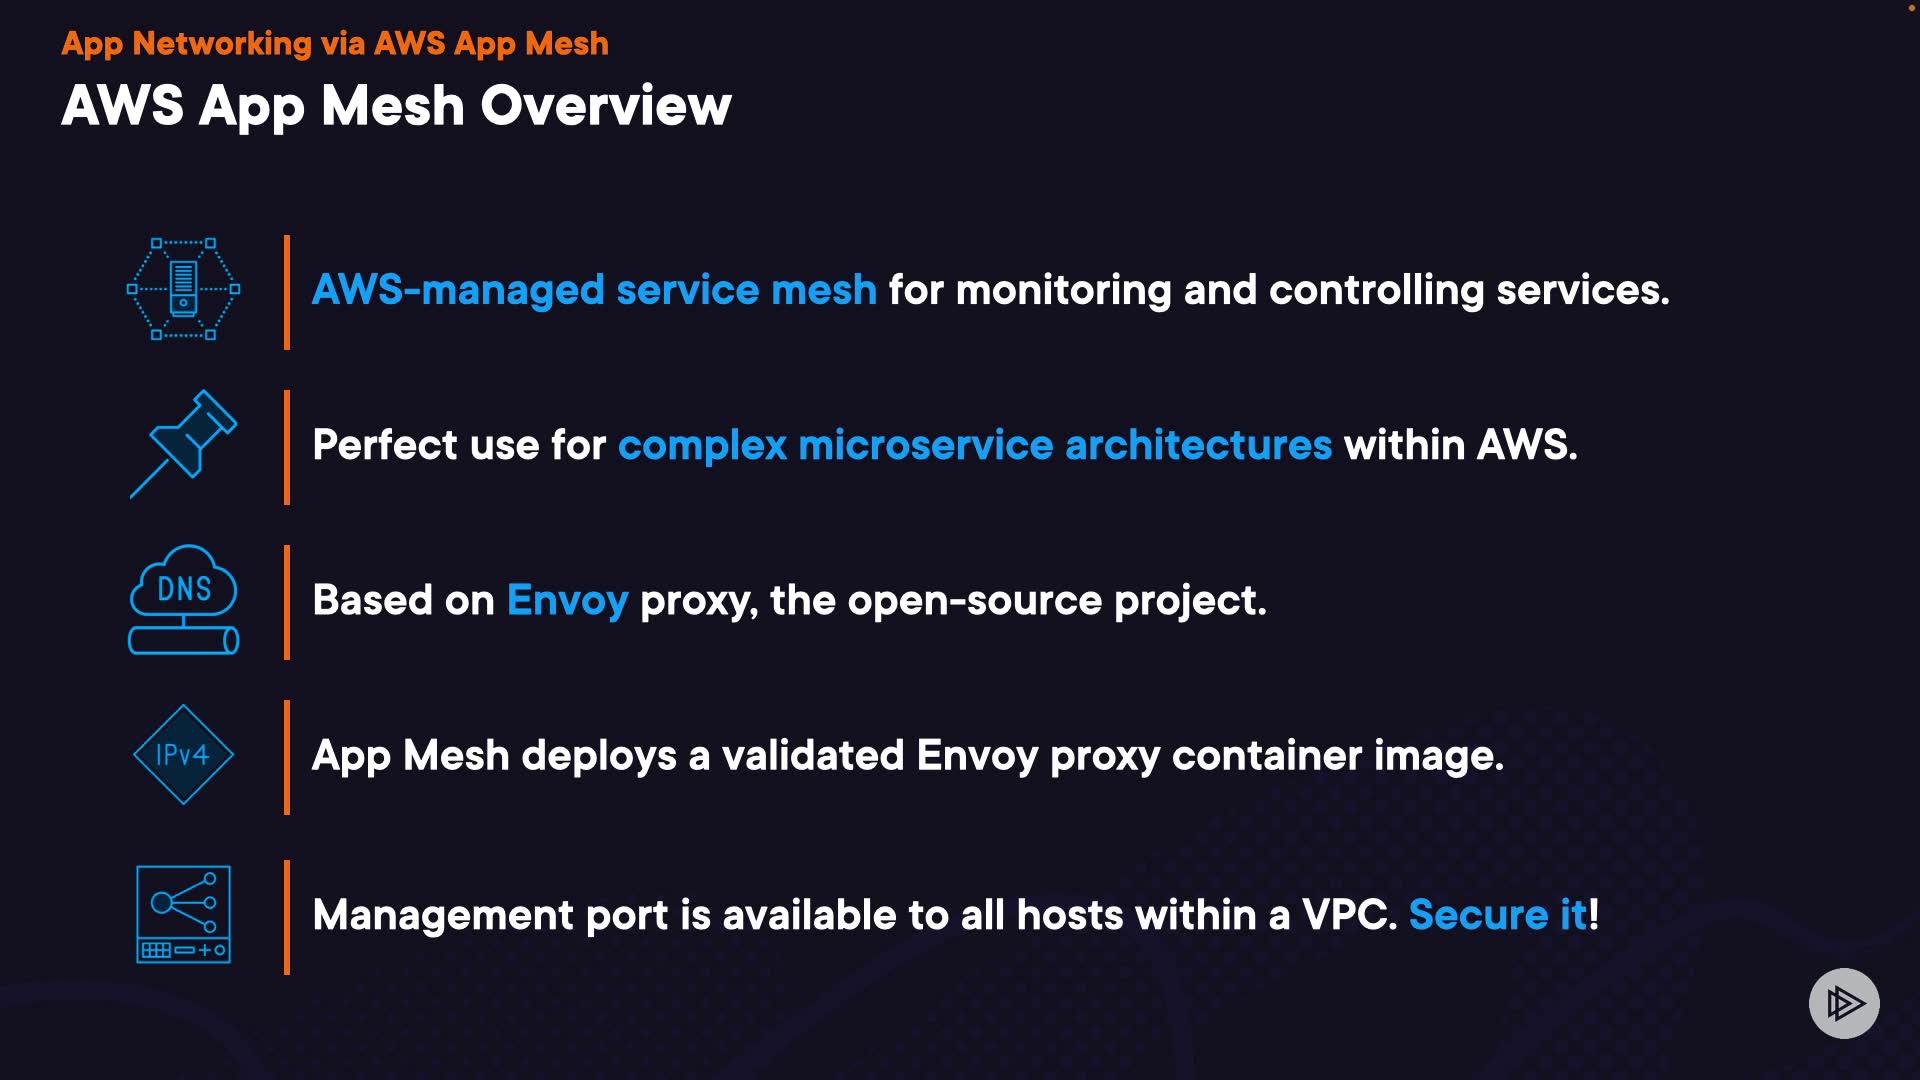 App Networking via AWS App Mesh
AWS App Mesh Overview
AWS-managed service mesh for monitoring and controlling services.
Perfect use for complex microservice architectures within AWS.
DNS
Based on Envoy proxy, the open-source project.
IPv4
App Mesh deploys a validated Envoy proxy container image.
Management port is available to all hosts within a VPC. Secure it!